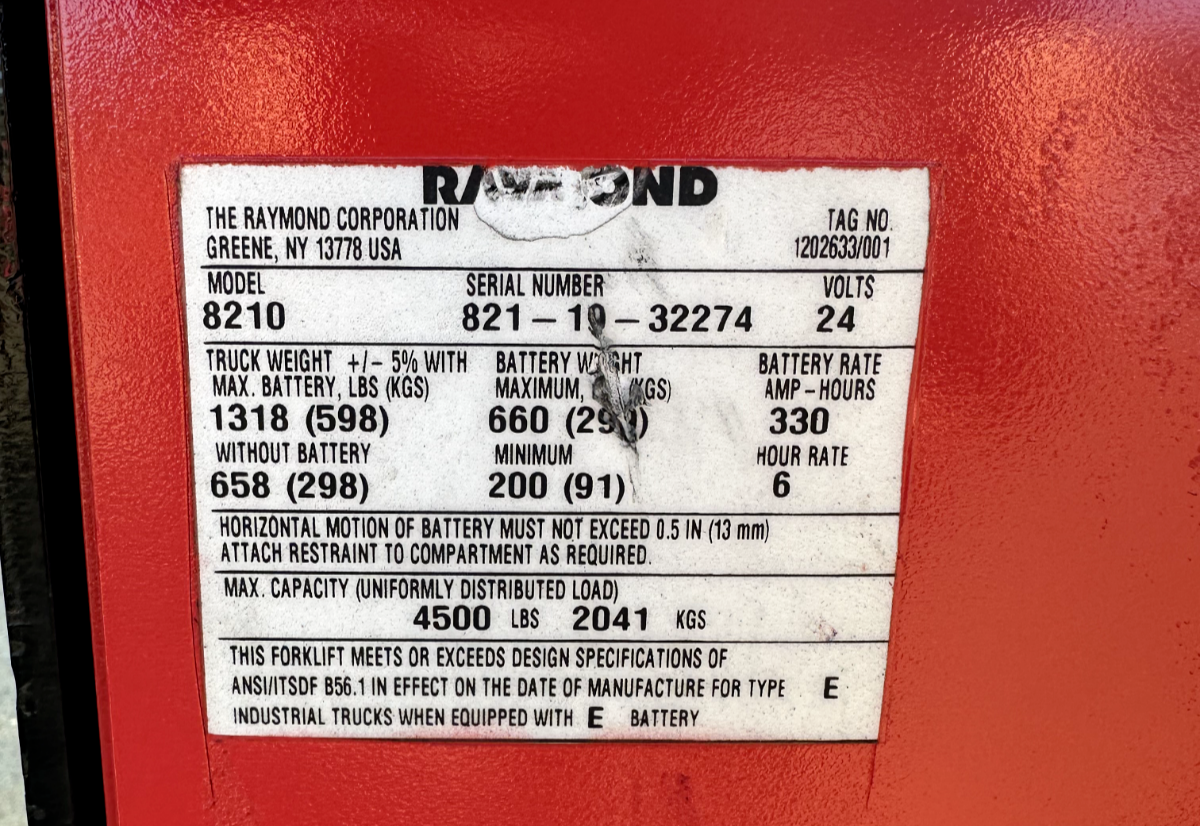 THE RAYMOND CORPORATION
TAG NO.
GREENE, NY 13778 USA
1202633/001
MODEL SERIAL NUMBER VOLTS
8210 821-19-32274 24
TRUCK WEIGHT +/- 5% WITH BATTERY WEIGHT BATTERY RATE
MAX. BATTERY, LBS (KGS) MAXIMUM, (KGS) AMP-HOURS
1318 (598) 660 330
WITHOUT BATTERY MINIMUM HOUR RATE
658 (298) 200 (91) 6
HORIZONTAL MOTION OF BATTERY MUST NOT EXCEED 0.5 IN (13 mm)
ATTACH RESTRAINT TO COMPARTMENT AS REQUIRED.
MAX. CAPACITY (UNIFORMLY DISTRIBUTED LOAD)
4500 LBS 2041 KGS
THIS FORKLIFT MEETS OR EXCEEDS DESIGN SPECIFICATIONS OF
ANSI/ITSDF B56.1 IN EFFECT ON THE DATE OF MANUFACTURE FOR TYPE E
INDUSTRIAL TRUCKS WHEN EQUIPPED WITH E BATTERY